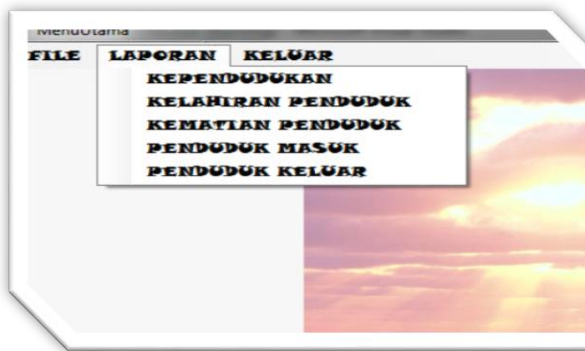 MenuUtama
FILE LAPORAN KELUAR
KEPENDUDUKAN
KELAHIRAN PENDUDUK
KEMATIAN PENDUDUK
PENDUDUK MASUK
PENDUDUK KELUAR